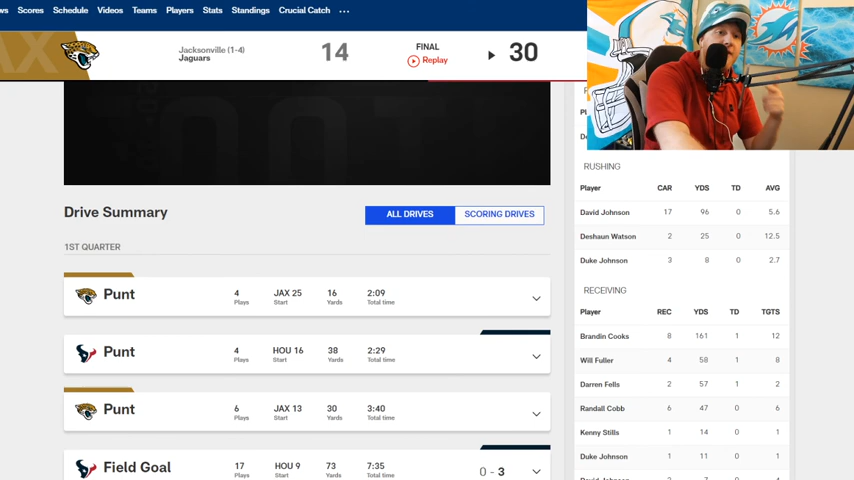 ws Scores Schedule Videos Teams Players Stats Standings Crucial Catch ...
Jacksonville (1-4)
Jaguars
14
FINAL
Replay
30
Drive Summary
ALL DRIVES
SCORING DRIVES
1ST QUARTER
Punt
4
Plays
JAX 25
Start
16
Yards
2:09
Total time
Punt
4
Plays
HOU 16
Start
38
Yards
2:29
Total time
Punt
6
Plays
JAX 13
Start
30
Yards
3:40
Total time
Field Goal
17
Plays
HOU 9
Start
73
Yards
7:35
Total time
0 - 3
RUSHING
Player CAR YDS TD AVG
David Johnson 17 96 0 5.6
Deshaun Watson 2 25 0 12.5
Duke Johnson 3 8 0 2.7
RECEIVING
Player REC YDS TD TGTS
Brandin Cooks 8 161 1 12
Will Fuller 4 58 1 8
Darren Fells 2 57 1 2
Randall Cobb 6 47 0 6
Kenny Stills 1 14 0 1
Duke Johnson 1 11 0 1